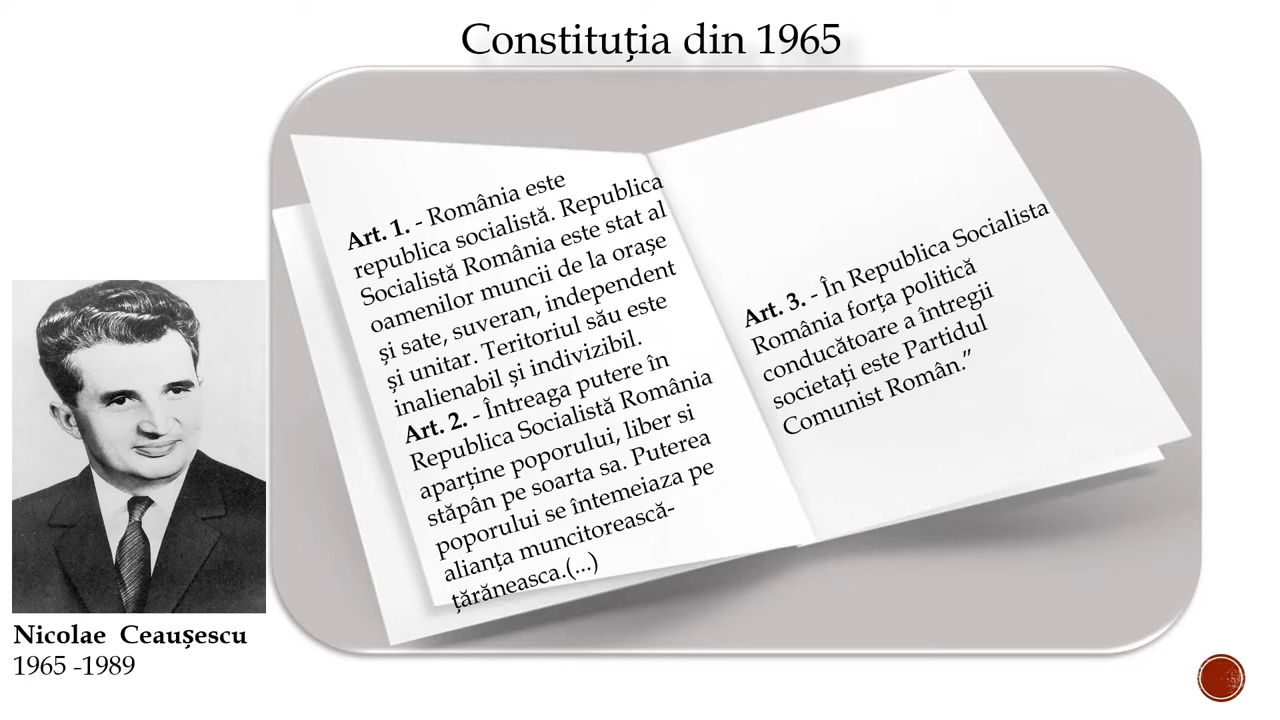 Constituția din 1965
Art. 1. - România este
republica socialistă. Republica
Socialistă România este stat al
oamenilor muncii de la orașe
și sate, suveran, independent
și unitar. Teritoriul său este
inalienabil și indivizibil.
Art. 2. - Întreaga putere în
Republica Socialistă România
aparține poporului, liber si
stăpân pe soarta sa. Puterea
poporului se întemeiaza pe
alianța muncitorească-
țărăneasca.(...)
Art. 3. - În Republica Socialista
România forța politică
conducătoare a întregii
societați este Partidul
Comunist Român.”
Nicolae Ceaușescu
1965 -1989